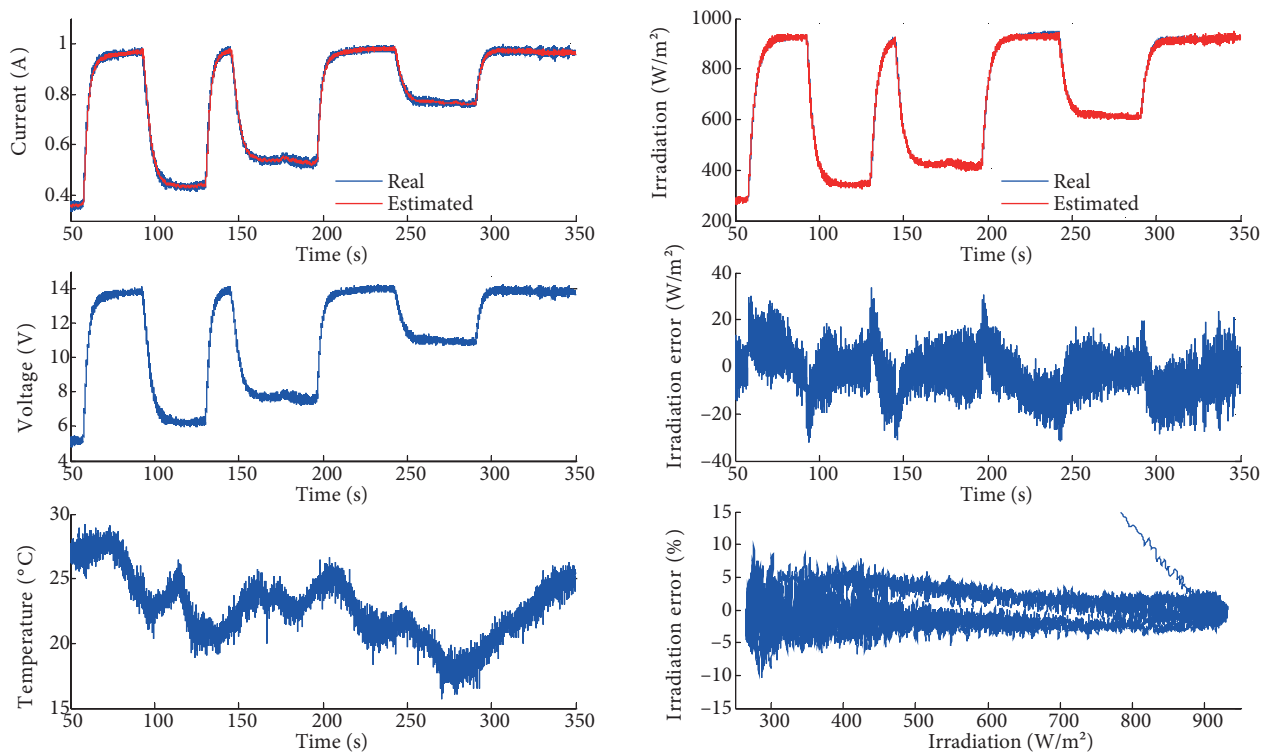 Current (A)
1
0.8
0.6
0.4
Real
Estimated
50 100 150 200 250 300 350
Time (s)
Irradiation (W/m²)
1000
800
600
400
200
Real
Estimated
50 100 150 200 250 300 350
Time (s)
Voltage (V)
14
12
10
8
6
4
50 100 150 200 250 300 350
Time (s)
Irradiation error (W/m²)
40
20
0
–20
–40
50 100 150 200 250 300 350
Time (s)
Temperature (°C)
30
25
20
15
50 100 150 200 250 300 350
Time (s)
Irradiation error (%)
15
10
5
0
–5
–10
–15
300 400 500 600 700 800 900
Irradiation (W/m²)